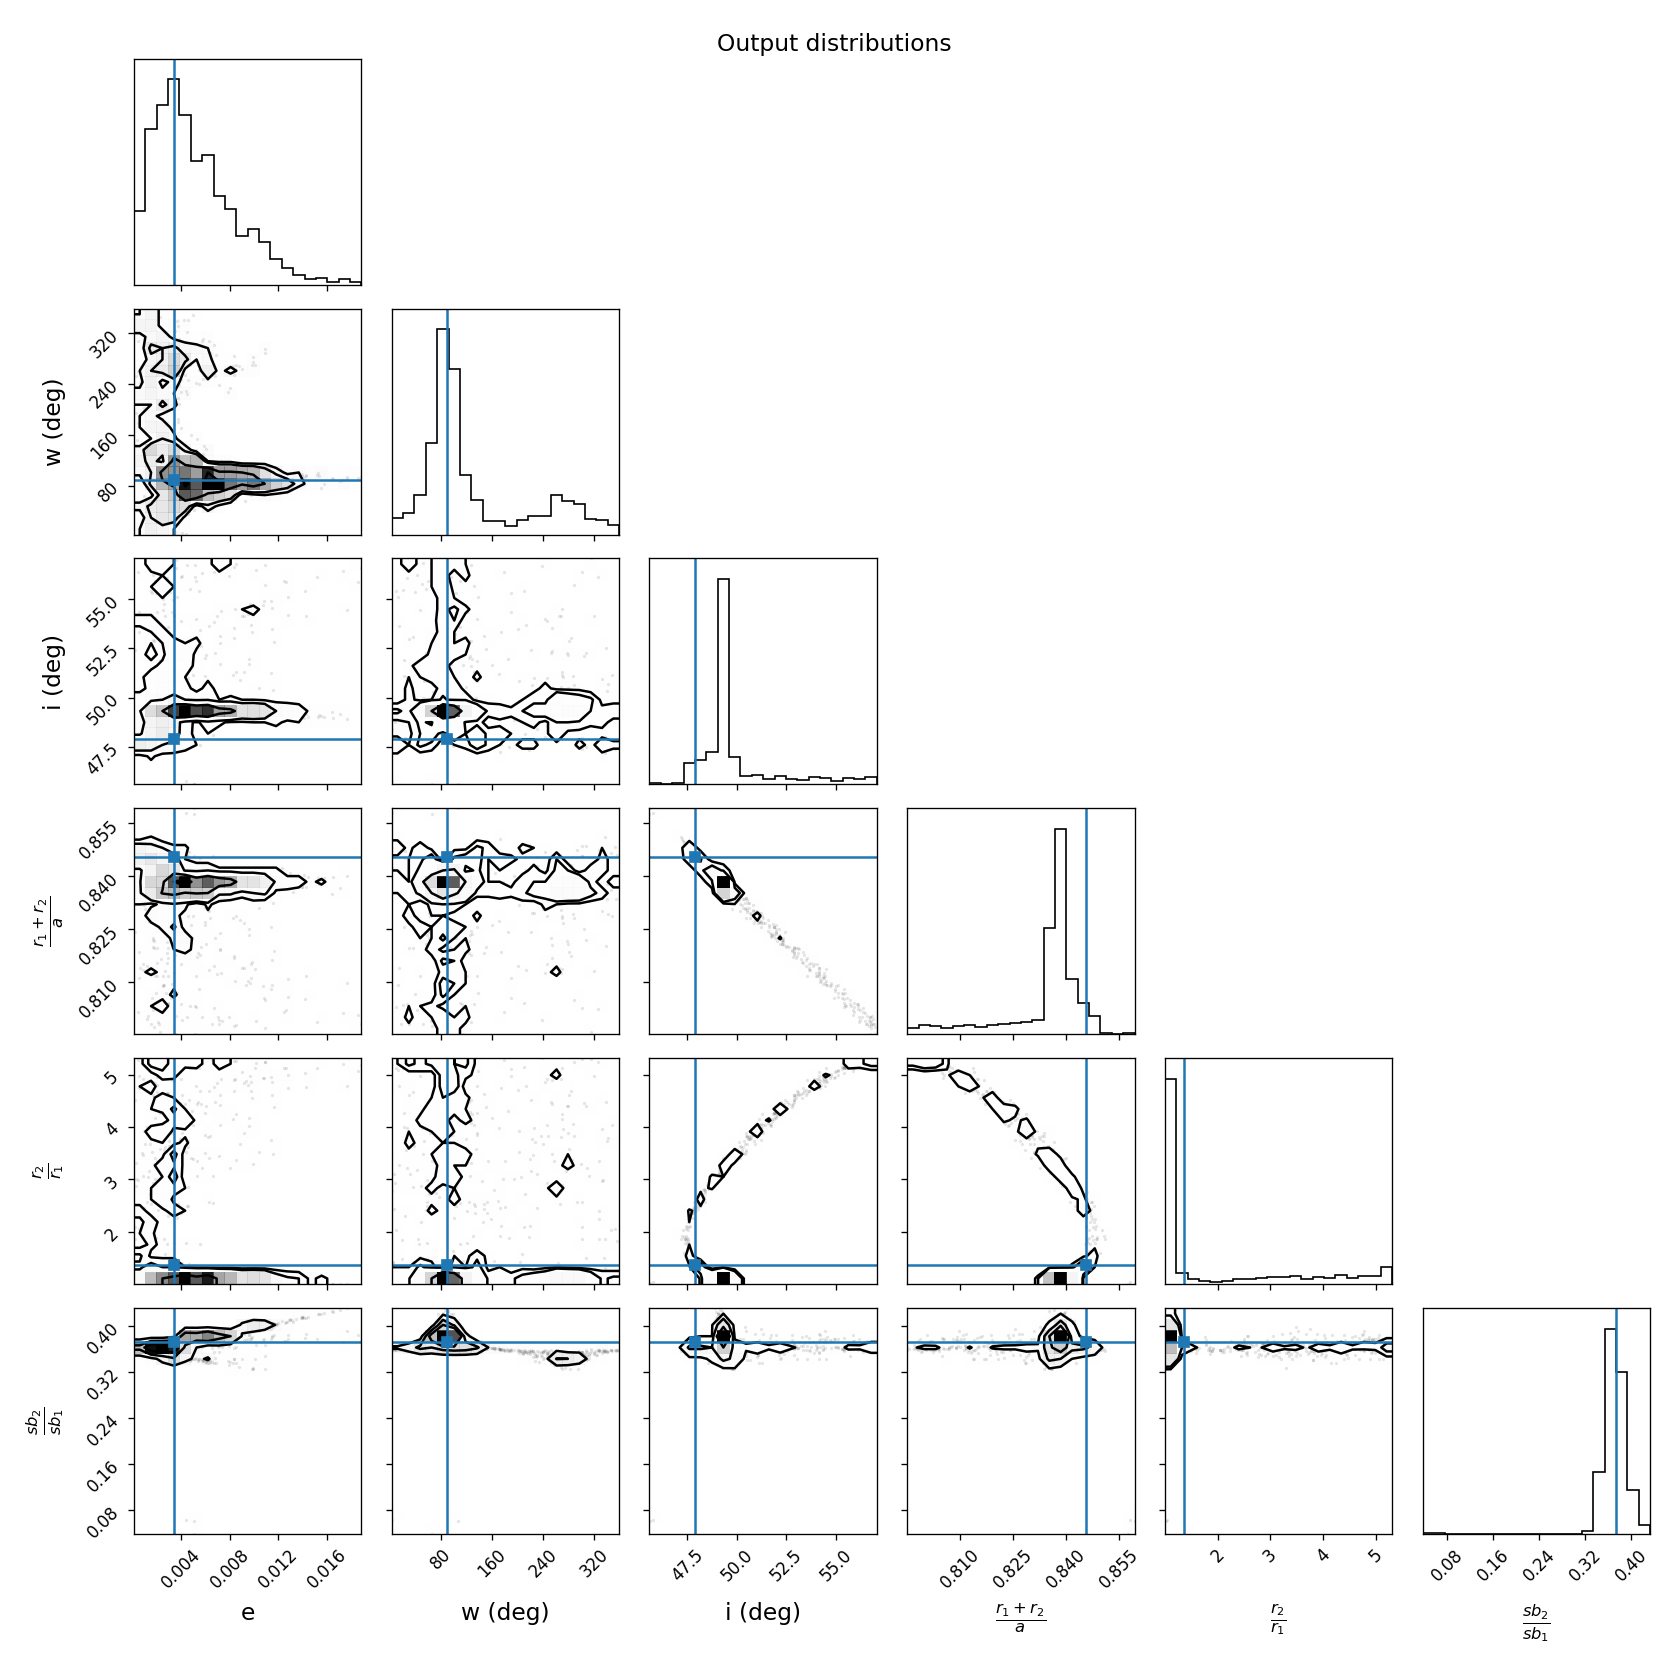 Output distributions
w (deg)
320
240
160
80
i (deg)
55.0
52.5
50.0
47.5
r₁ + r₂
a
0.855
0.840
0.825
0.810
r₂
r₁
5
4
3
2
sb₂
sb₁
0.40
0.32
0.24
0.16
0.08
0.004 0.008 0.012 0.016 80 160 240 320 47.5 50.0 52.5 55.0 0.810 0.825 0.840 0.855 2 3 4 5 0.08 0.16 0.24 0.32 0.40
e w (deg) i (deg)
r₁ + r₂
a
r₂
r₁
sb₂
sb₁